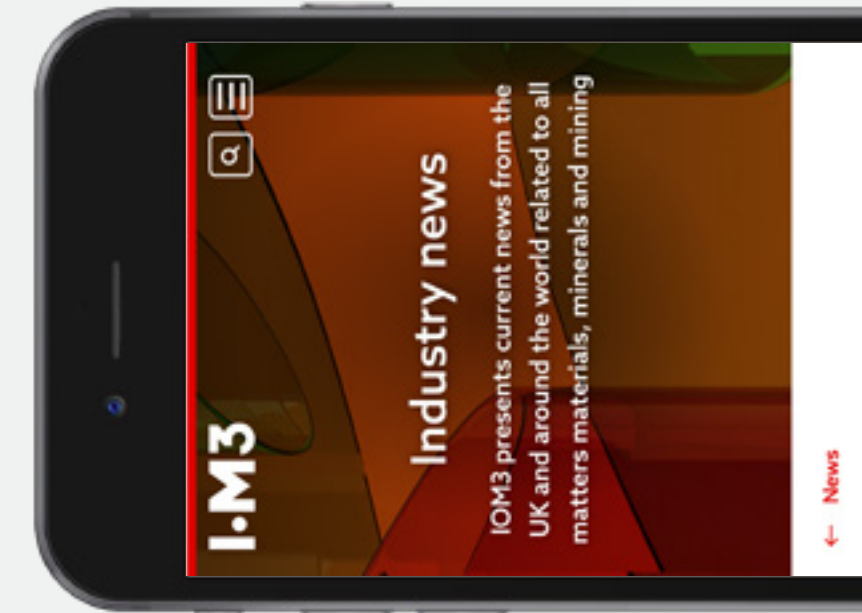 I•M3
Industry news
IOM3 presents current news from the
UK and around the world related to all
matters materials, minerals and mining
← News